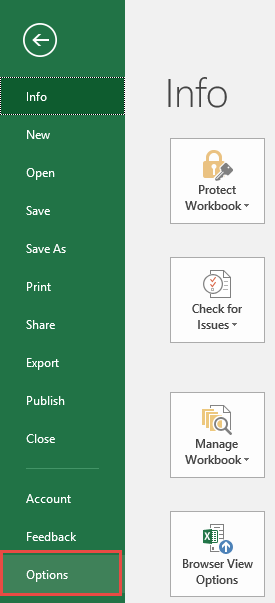 Info
New
Open
Save
Save As
Print
Share
Export
Publish
Close
Account
Feedback
Options
Info
Protect
Workbook
Check for
Issues
Manage
Workbook
Browser View
Options